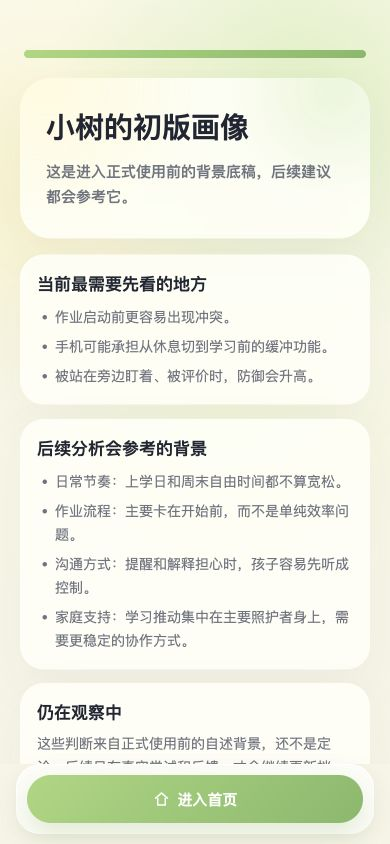 小树的初版画像
这是进入正式使用前的背景底稿，后续建议
都会参考它。
当前最需要先看的地方
• 作业启动前更容易出现冲突。
• 手机可能承担从休息切到学习前的缓冲功能。
• 被站在旁边盯着、被评价时，防御会升高。
后续分析会参考的背景
• 日常节奏：上学日和周末自由时间都不算宽松。
• 作业流程：主要卡在开始前，而不是单纯效率问
题。
• 沟通方式：提醒和解释担心时，孩子容易先听成
控制。
• 家庭支持：学习推动集中在主要照护者身上，需
要更稳定的协作方式。
仍在观察中
这些判断来自正式使用前的自述背景，还不是定
进入首页